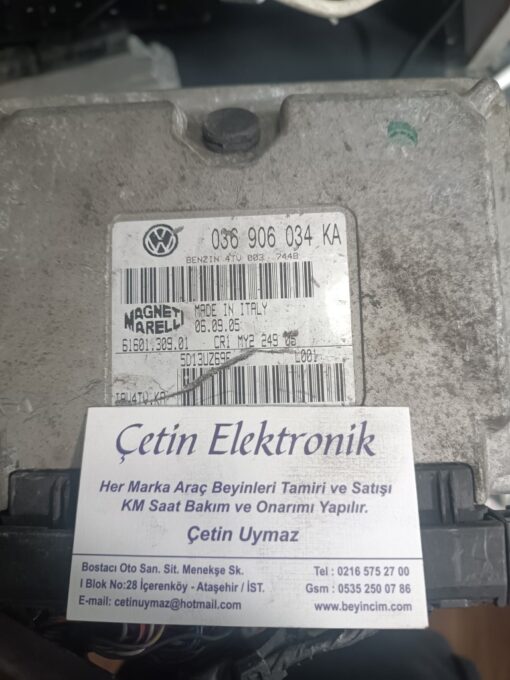 036 906 034 KA
BENZIN 4TV 003 7448
MAGNETI
MARELLI
MADE IN ITALY
06.09.05
61601.309.01 CR1 MY2 249 06
5D13UZ69F L001
IAW4TV.KA
Çetin Elektronik
Her Marka Araç Beyinleri Tamiri ve Satışı
KM Saat Bakım ve Onarımı Yapılır.
Çetin Uymaz
Bostacı Oto San. Sit. Menekşe Sk.
I Blok No:28 İçerenköy - Ataşehir / İST.
E-mail: cetinuymaz@hotmail.com
Tel : 0216 575 27 00
Gsm : 0535 250 07 86
www.beyincim.com